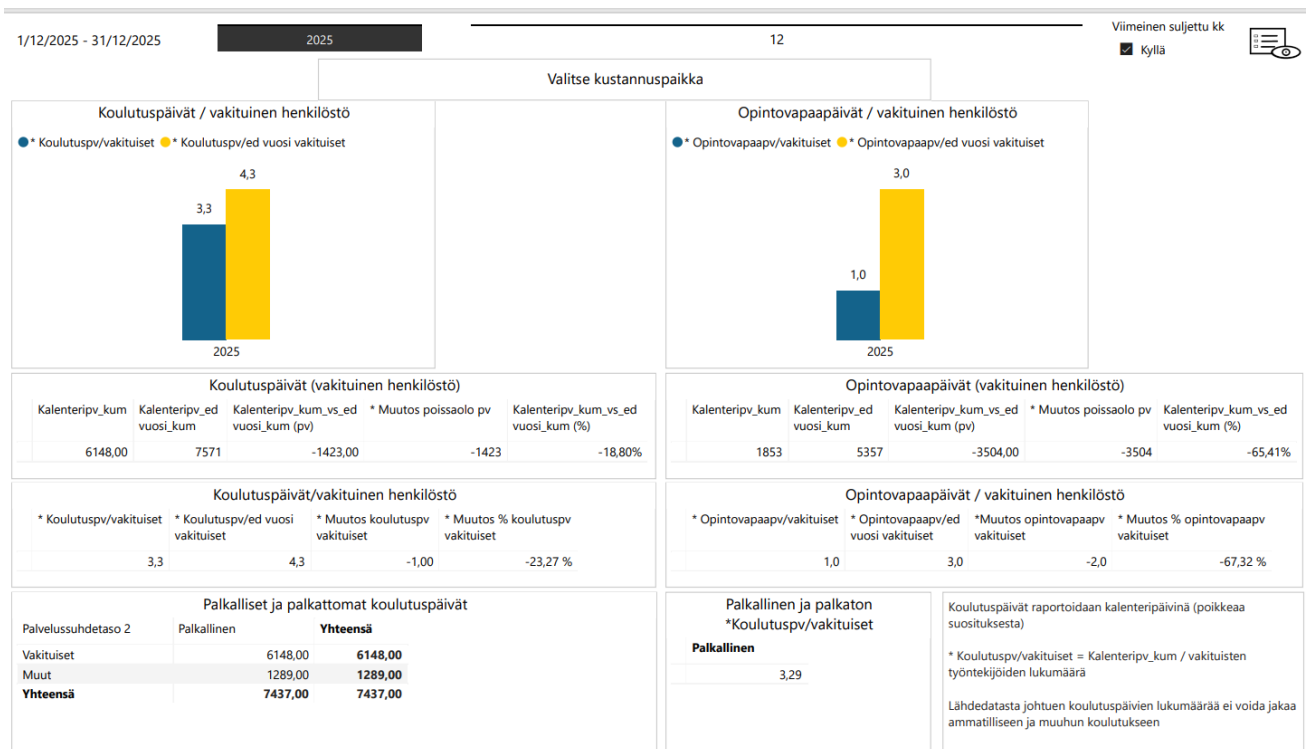 1/12/2025 - 31/12/2025
2025
12
Viimeinen suljettu kk
Kyllä
Valitse kustannuspaikka
Koulutuspäivät / vakituinen henkilöstö
* Koulutuspv/vakituiset * Koulutuspv/ed vuosi vakituiset
4,3
3,3
2025
Opintovapaapäivät / vakituinen henkilöstö
* Opintovapaapv/vakituiset * Opintovapaapv/ed vuosi vakituiset
3,0
1,0
2025
Koulutuspäivät (vakituinen henkilöstö)
Kalenteripv_kum Kalenteripv_ed Kalenteripv_kum_vs_ed * Muutos poissaolo pv Kalenteripv_kum_vs_ed
vuosi_kum vuosi_kum (pv) vuosi_kum (%)
6148,00 7571 -1423,00 -1423 -18,80%
Opintovapaapäivät (vakituinen henkilöstö)
Kalenteripv_kum Kalenteripv_ed Kalenteripv_kum_vs_ed * Muutos poissaolo pv Kalenteripv_kum_vs_ed
vuosi_kum vuosi_kum (pv) vuosi_kum (%)
1853 5357 -3504,00 -3504 -65,41%
Koulutuspäivät/vakituinen henkilöstö
* Koulutuspv/vakituiset * Koulutuspv/ed vuosi * Muutos koulutuspv * Muutos % koulutuspv
vakituiset vakituiset vakituiset
3,3 4,3 -1,00 -23,27 %
Opintovapaapäivät / vakituinen henkilöstö
* Opintovapaapv/vakituiset * Opintovapaapv/ed *Muutos opintovapaapv * Muutos % opintovapaapv
vuosi vakituiset vakituiset vakituiset
1,0 3,0 -2,0 -67,32 %
Palkalliset ja palkattomat koulutuspäivät
Palvelussuhdetaso 2 Palkallinen Yhteensä
Vakituiset 6148,00 6148,00
Muut 1289,00 1289,00
Yhteensä 7437,00 7437,00
Palkallinen ja palkaton
*Koulutuspv/vakituiset
Palkallinen
3,29
Koulutuspäivät raportoidaan kalenteripäivinä (poikkeaa
suosituksesta)
* Koulutuspv/vakituiset = Kalenteripv_kum / vakituisten
työntekijöiden lukumäärä
Lähdedatasta johtuen koulutuspäivien lukumäärää ei voida jakaa
ammatilliseen ja muuhun koulutukseen